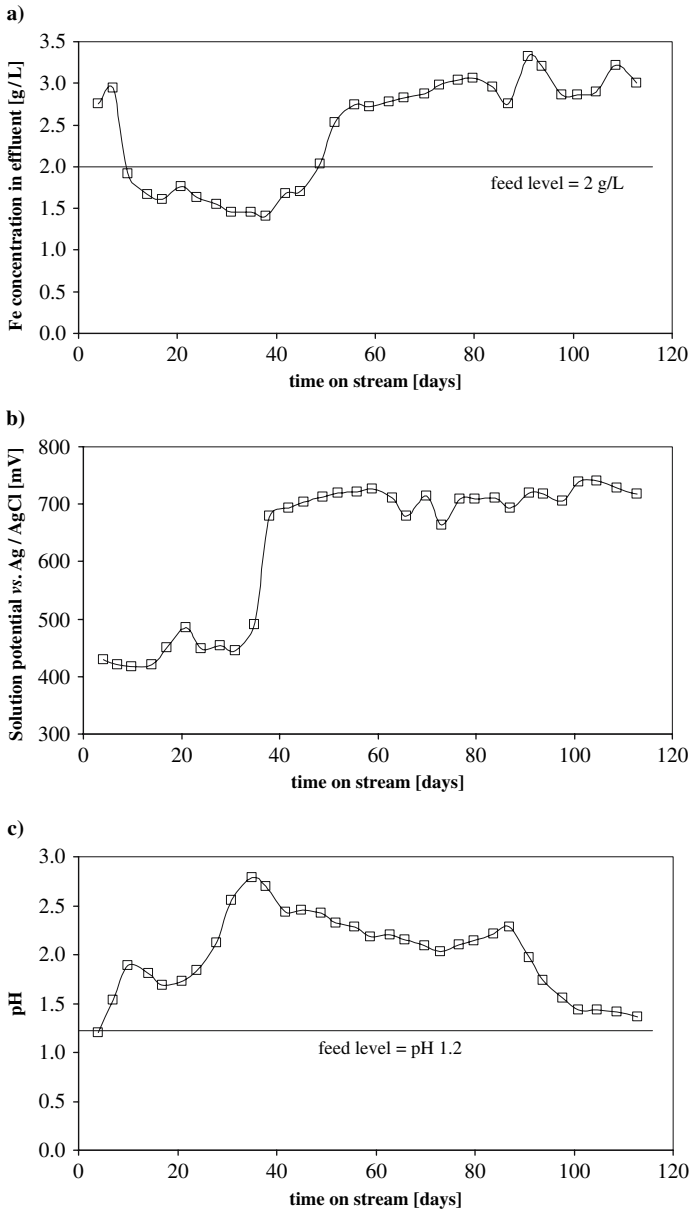 a)
Fe concentration in effluent [g/L]
3.5
3.0
2.5
2.0
1.5
1.0
0.5
0.0
feed level = 2 g/L
0 20 40 60 80 100 120
time on stream [days]
b)
Solution potential vs. Ag / AgCl [mV]
800
700
600
500
400
300
0 20 40 60 80 100 120
time on stream [days]
c)
pH
3.0
2.5
2.0
1.5
1.0
0.5
0.0
feed level = pH 1.2
0 20 40 60 80 100 120
time on stream [days]